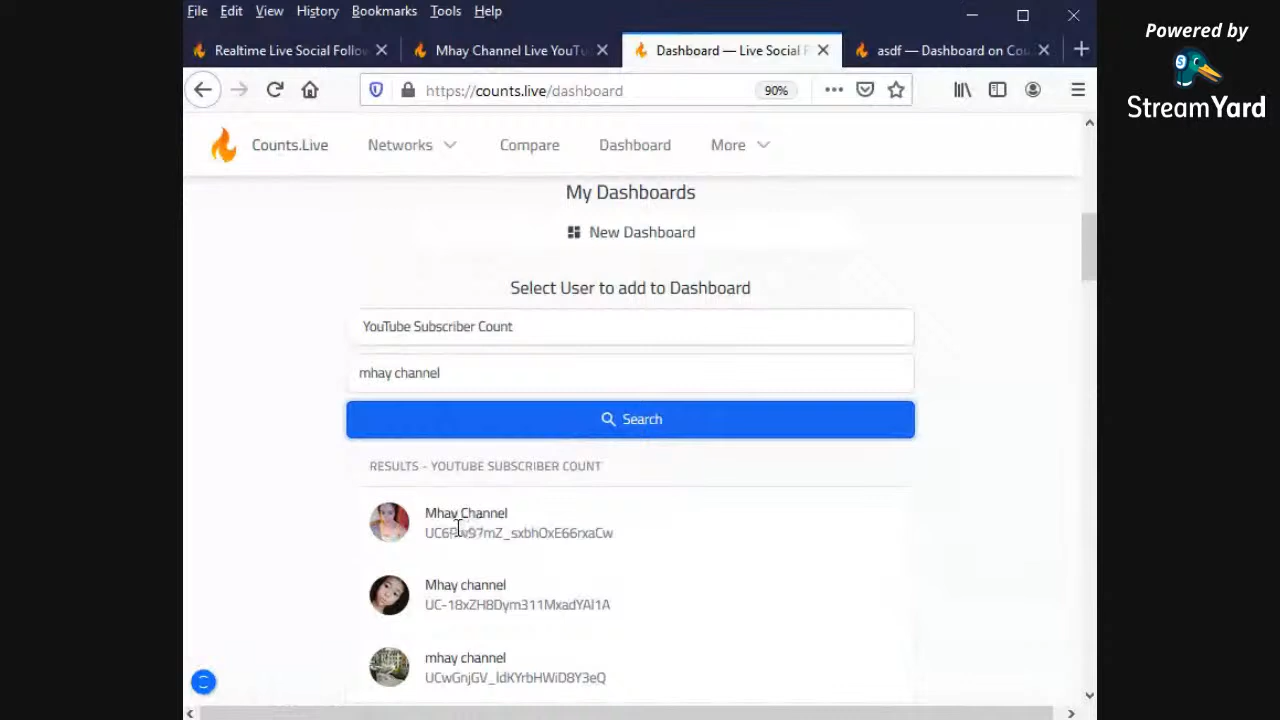 File Edit View History Bookmarks Tools Help
Realtime Live Social Follow
Mhay Channel Live YouTu
Dashboard — Live Social F
asdf — Dashboard on Cou
https://counts.live/dashboard
90%
Counts.Live Networks Compare Dashboard More
My Dashboards
New Dashboard
Select User to add to Dashboard
YouTube Subscriber Count
mhay channel
Search
RESULTS - YOUTUBE SUBSCRIBER COUNT
Mhay Channel
Mhay channel
UC-18xZH8Dym311MxadYAl1A
mhay channel
UCwGnjGV_ldKYrbHWiD8Y3eQ
Powered by
S
StreamYard